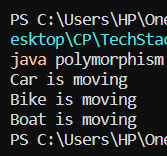 PS C:\Users\HP\One
esktop\CP\TechStac
java polymorphism
Car is moving
Bike is moving
Boat is moving
PS C:\Users\HP\One